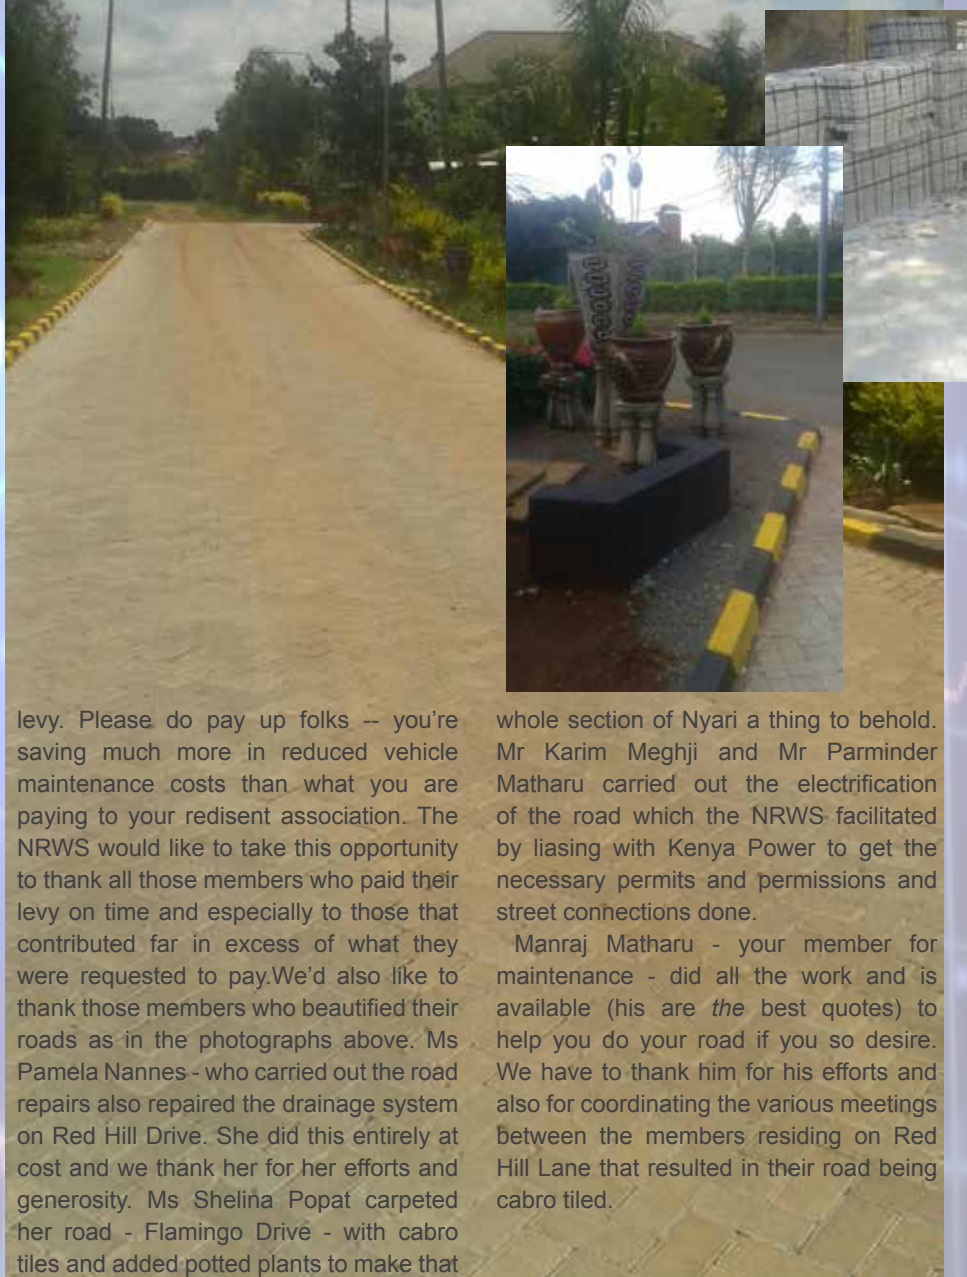 levy. Please do pay up folks -- you're
saving much more in reduced vehicle
maintenance costs than what you are
paying to your redisent association. The
NRWS would like to take this opportunity
to thank all those members who paid their
levy on time and especially to those that
contributed far in excess of what they
were requested to pay.We'd also like to
thank those members who beautified their
roads as in the photographs above. Ms
Pamela Nannes - who carried out the road
repairs also repaired the drainage system
on Red Hill Drive. She did this entirely at
cost and we thank her for her efforts and
generosity. Ms Shelina Popat carpeted
her road - Flamingo Drive - with cabro
tiles and added potted plants to make that
whole section of Nyari a thing to behold.
Mr Karim Meghji and Mr Parminder
Matharu carried out the electrification
of the road which the NRWS facilitated
by liasing with Kenya Power to get the
necessary permits and permissions and
street connections done.
Manraj Matharu - your member for
maintenance - did all the work and is
available (his are the best quotes) to
help you do your road if you so desire.
We have to thank him for his efforts and
also for coordinating the various meetings
between the members residing on Red
Hill Lane that resulted in their road being
cabro tiled.